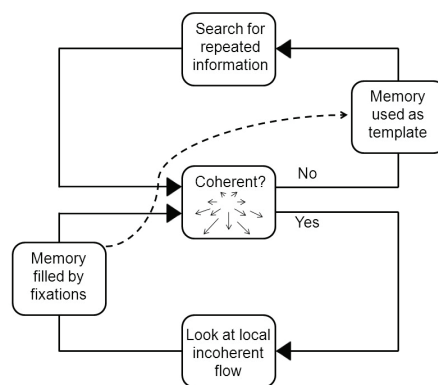 Search for
repeated
information
Memory
used as
template
No
Coherent?
Yes
Memory
filled by
fixations
Look at local
incoherent
flow